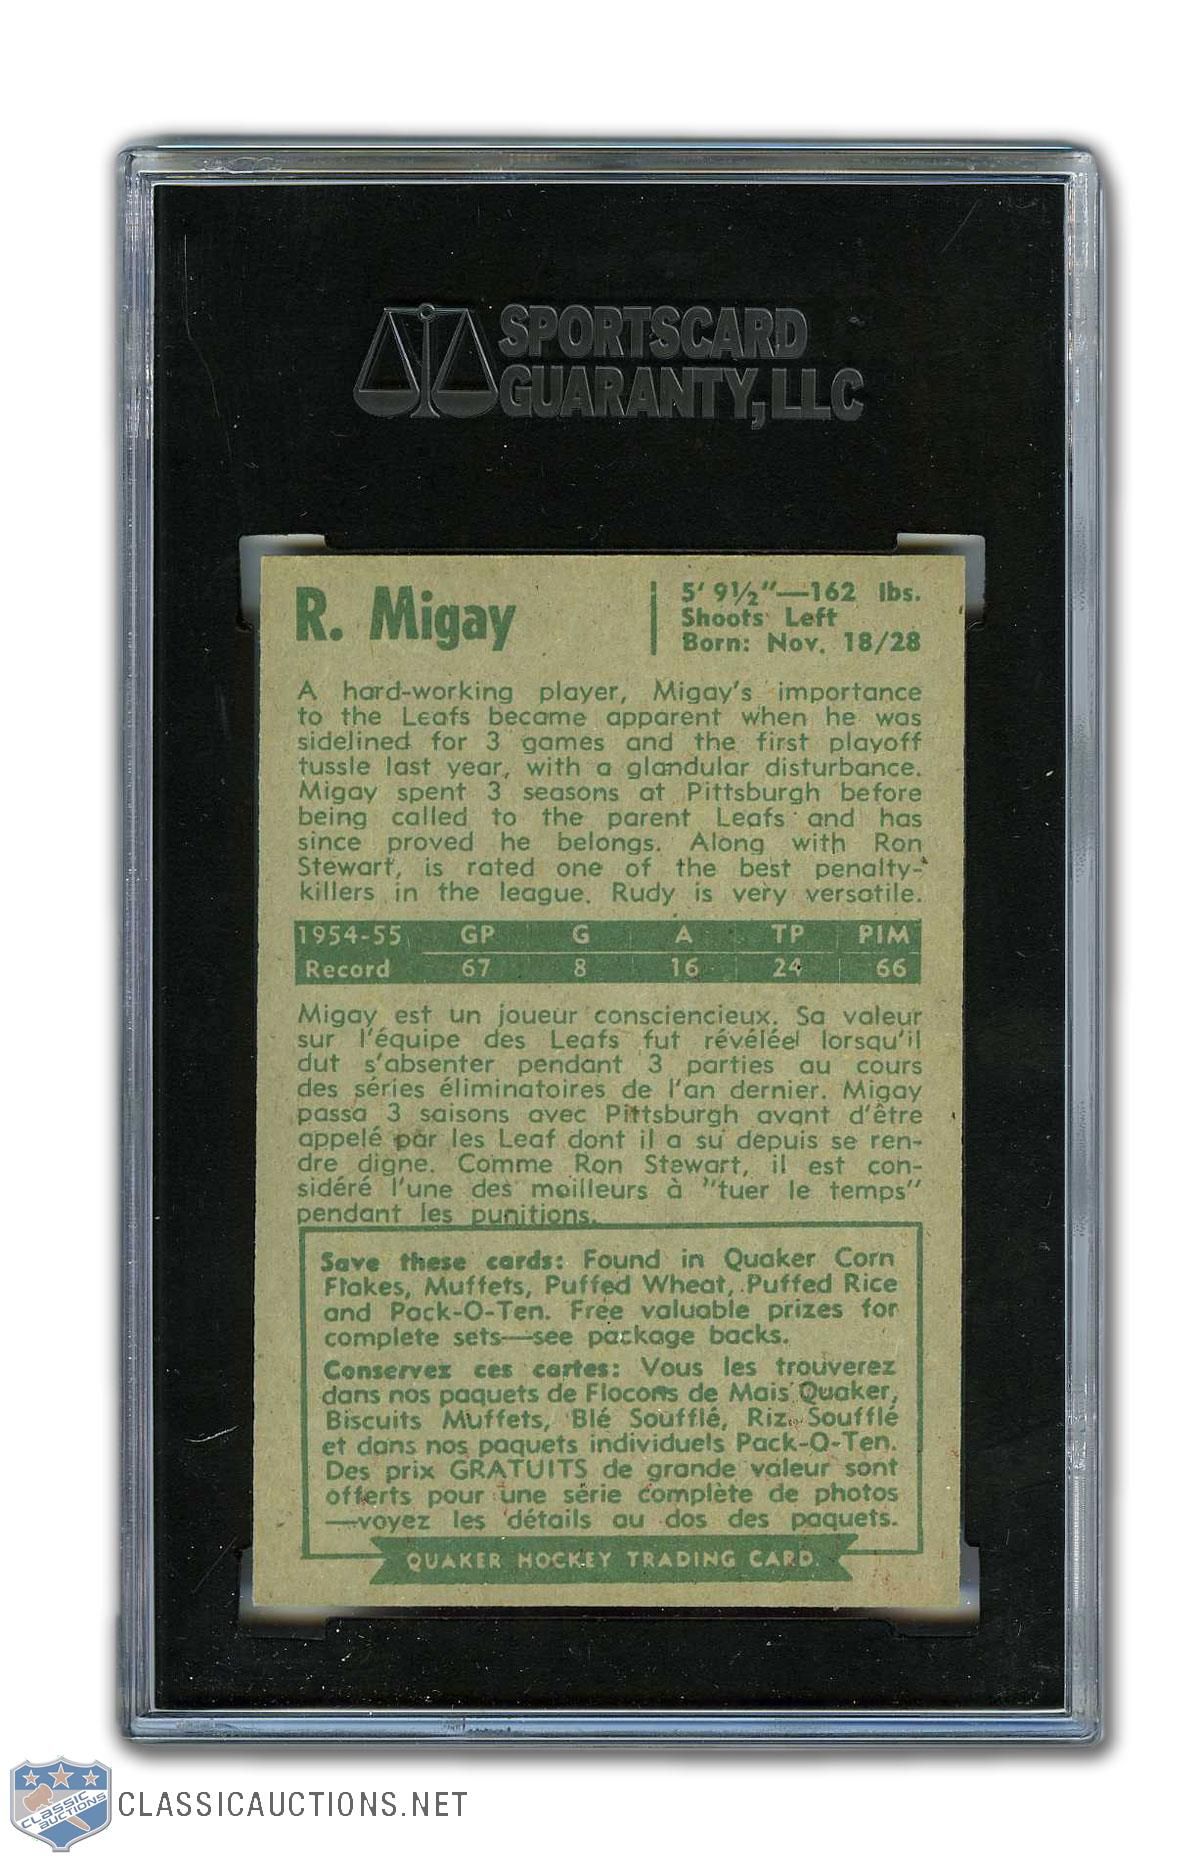 SPORTSCARD
GUARANTY, LLC
R. Migay
5' 9½"—162 lbs.
Shoots Left
Born: Nov. 18/28
A hard-working player, Migay's importance
to the Leafs became apparent when he was
sidelined for 3 games and the first playoff
tussle last year, with a glandular disturbance.
Migay spent 3 seasons at Pittsburgh before
being called to the parent Leafs and has
since proved he belongs. Along with Ron
Stewart, is rated one of the best penalty-
killers in the league. Rudy is very versatile.
1954-55 GP G A TP PIM
Record 67 8 16 24 66
Migay est un joueur consciencieux. Sa valeur
sur l'équipe des Leafs fut révéléel lorsqu'il
dut s'absenter pendant 3 parties au cours
des séries éliminatoires de l'an dernier. Migay
passa 3 saisons avec Pittsburgh avant d'être
appelé par les Leaf dont il a su depuis se ren-
dre digne. Comme Ron Stewart, il est con-
sidéré l'une des meilleurs à "tuer le temps"
pendant les punitions.
Save these cards: Found in Quaker Corn
Flakes, Muffets, Puffed Wheat, Puffed Rice
and Pack-O-Ten. Free valuable prizes for
complete sets—see package backs.
Conservez ces cartes: Vous les trouverez
dans nos paquets de Flocons de Mais Quaker,
Biscuits Muffets, Blé Soufflé, Riz Soufflé
et dans nos paquets individuels Pack-O-Ten.
Des prix GRATUITS de grande valeur sont
offerts pour une série complète de photos
—voyez les détails au dos des paquets.
QUAKER HOCKEY TRADING CARD.
CLASSIC
AUCTIONS
CLASSICAUCTIONS.NET